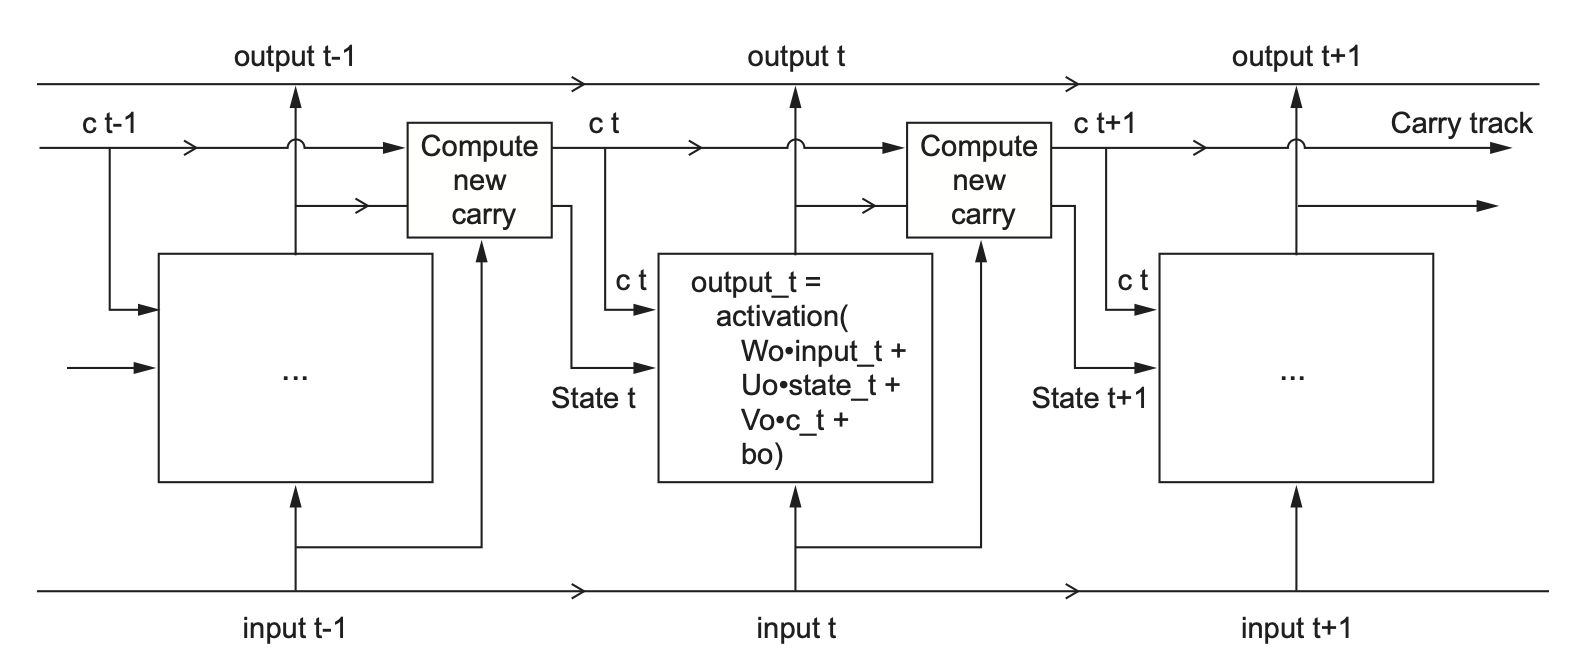 output t-1
output t
output t+1
c t-1
c t
c t+1
Carry track
Compute
new
carry
Compute
new
carry
c t
c t
...
output_t =
activation(
Wo•input_t +
Uo•state_t +
Vo•c_t +
bo)
...
State t
State t+1
input t-1
input t
input t+1